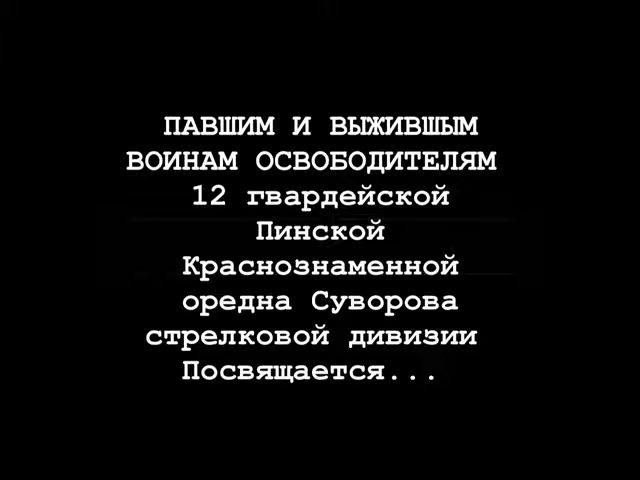 ПАВШИМ И ВЫЖИВШЫМ
ВОИНАМ ОСВОБОДИТЕЛЯМ
12 гвардейской
Пинской
Краснознаменной
оредна Суворова
стрелковой дивизии
Посвящается...